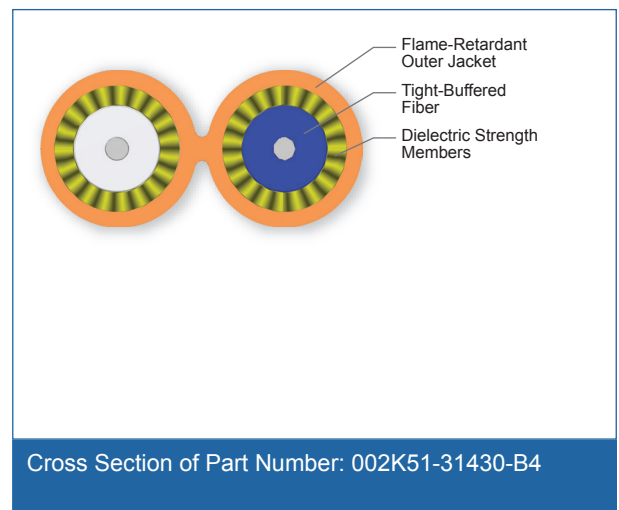 Flame-Retardant
Outer Jacket
Tight-Buffered
Fiber
Dielectric Strength
Members
Cross Section of Part Number: 002K51-31430-B4